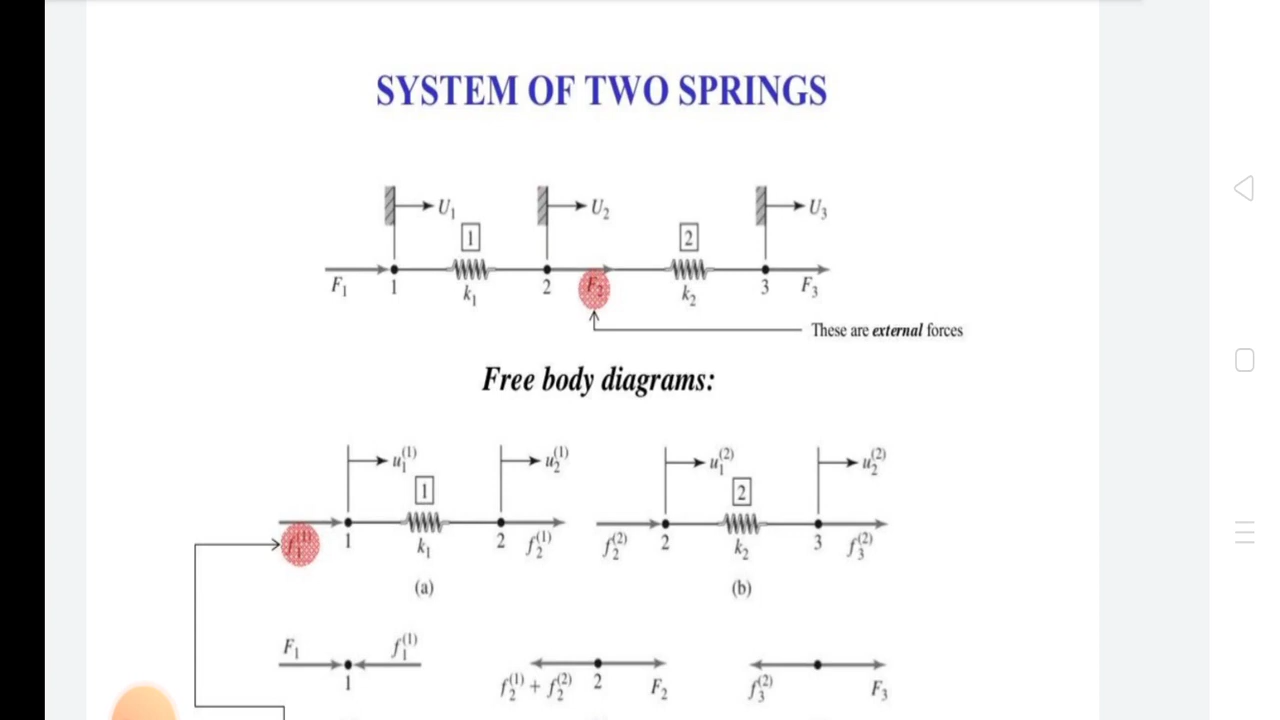 SYSTEM OF TWO SPRINGS
U₁ U₂ U₃
1 2
F₁ 1 k₁ 2 F₂ k₂ 3 F₃
These are external forces
Free body diagrams:
u₁⁽¹⁾ u₂⁽¹⁾ u₁⁽²⁾ u₂⁽²⁾
1 2
f₁⁽¹⁾ 1 k₁ 2 f₂⁽¹⁾ f₂⁽²⁾ 2 k₂ 3 f₃⁽²⁾
(a) (b)
F₁ f₁⁽¹⁾
1 f₂⁽¹⁾ + f₂⁽²⁾ 2 F₂ f₃⁽²⁾ F₃